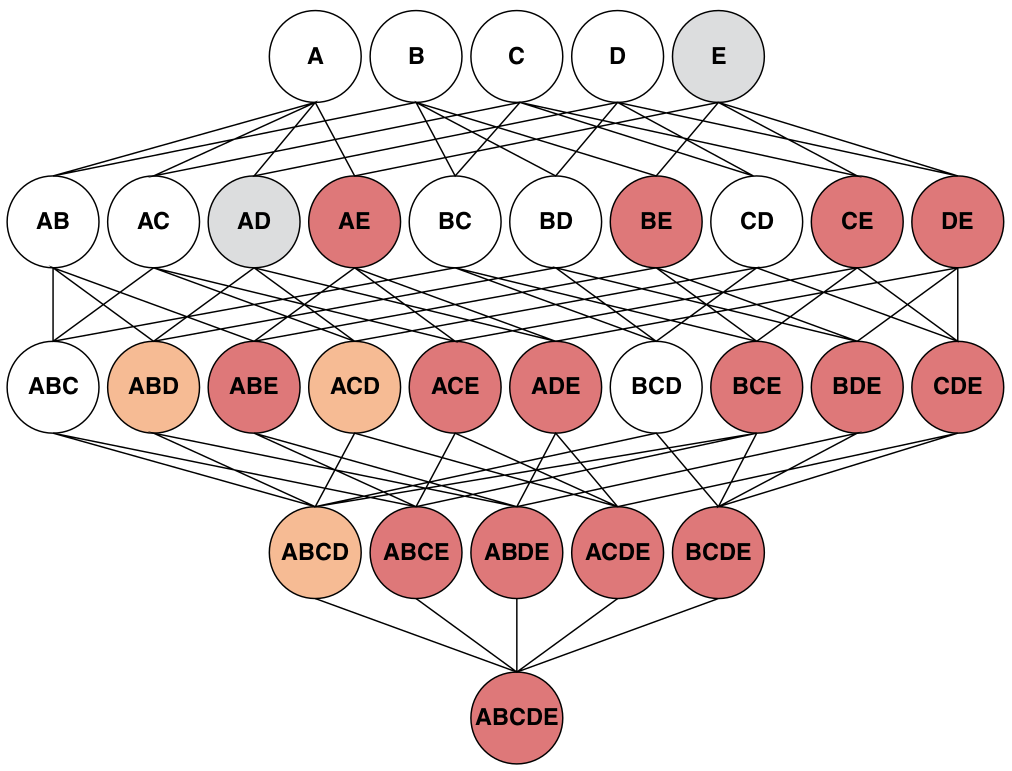 A B C D E
AB AC AD AE BC BD BE CD CE DE
ABC ABD ABE ACD ACE ADE BCD BCE BDE CDE
ABCD ABCE ABDE ACDE BCDE
ABCDE